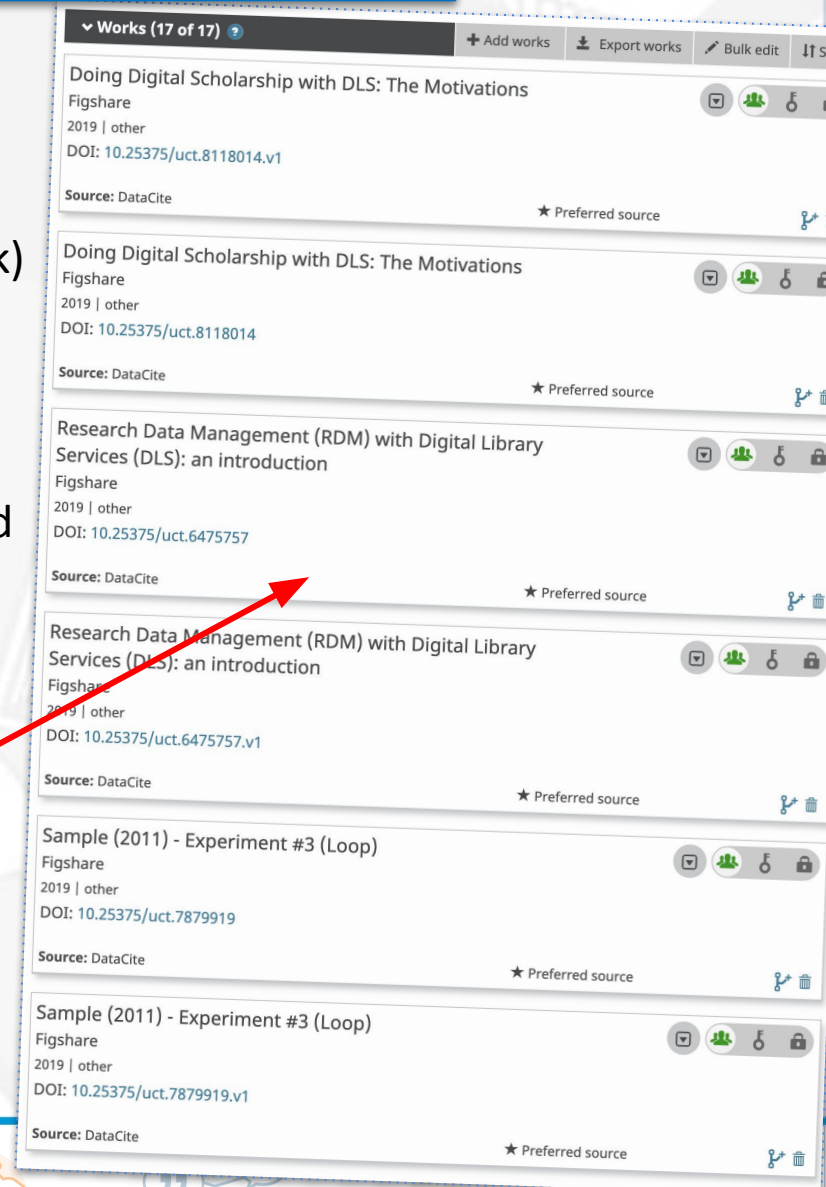 Works (17 of 17)
Add works
Export works
Bulk edit
Doing Digital Scholarship with DLS: The Motivations
Figshare
2019 | other
DOI: 10.25375/uct.8118014.v1
Source: DataCite
★ Preferred source
k)
Doing Digital Scholarship with DLS: The Motivations
Figshare
2019 | other
DOI: 10.25375/uct.8118014
Source: DataCite
★ Preferred source
Research Data Management (RDM) with Digital Library
Services (DLS): an introduction
Figshare
2019 | other
d
DOI: 10.25375/uct.6475757
Source: DataCite
★ Preferred source
Research Data Management (RDM) with Digital Library
Services (DLS): an introduction
Figshare
2019 | other
DOI: 10.25375/uct.6475757.v1
Source: DataCite
★ Preferred source
Sample (2011) - Experiment #3 (Loop)
Figshare
2019 | other
DOI: 10.25375/uct.7879919
Source: DataCite
★ Preferred source
Sample (2011) - Experiment #3 (Loop)
Figshare
2019 | other
DOI: 10.25375/uct.7879919.v1
Source: DataCite
★ Preferred source